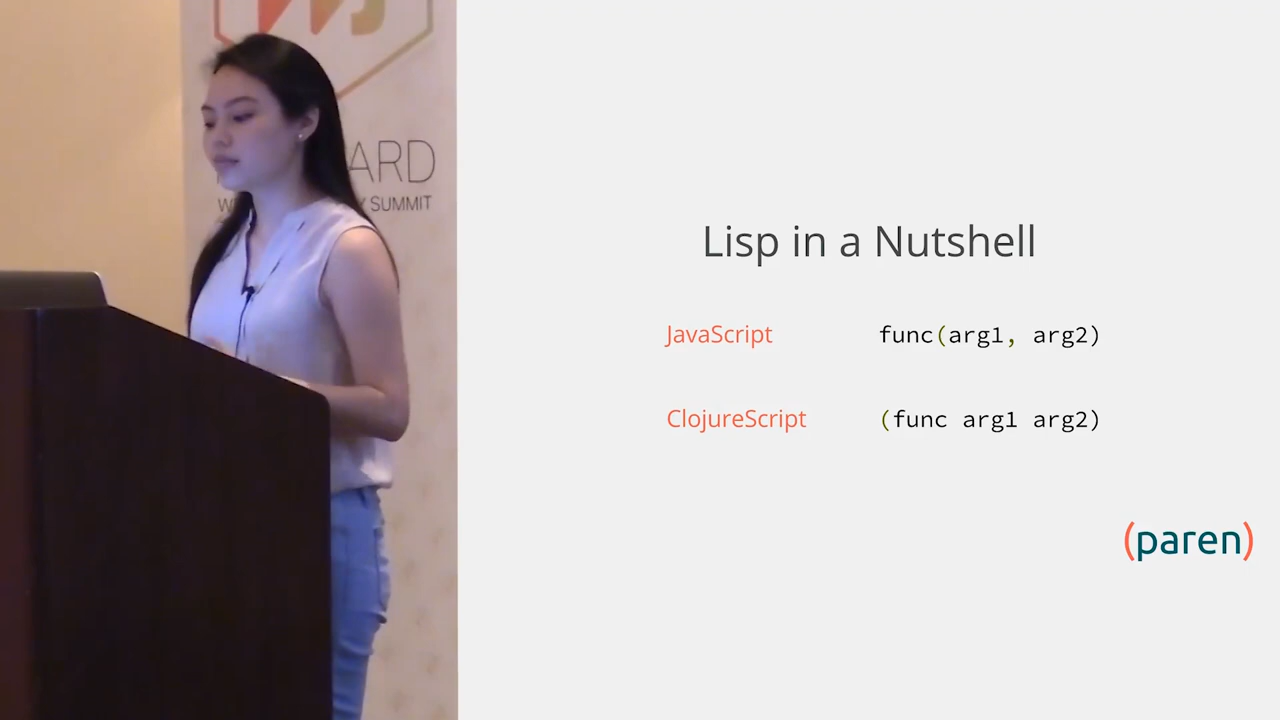 ARD
SUMMIT
Lisp in a Nutshell
JavaScript func(arg1, arg2)
ClojureScript (func arg1 arg2)
(paren)